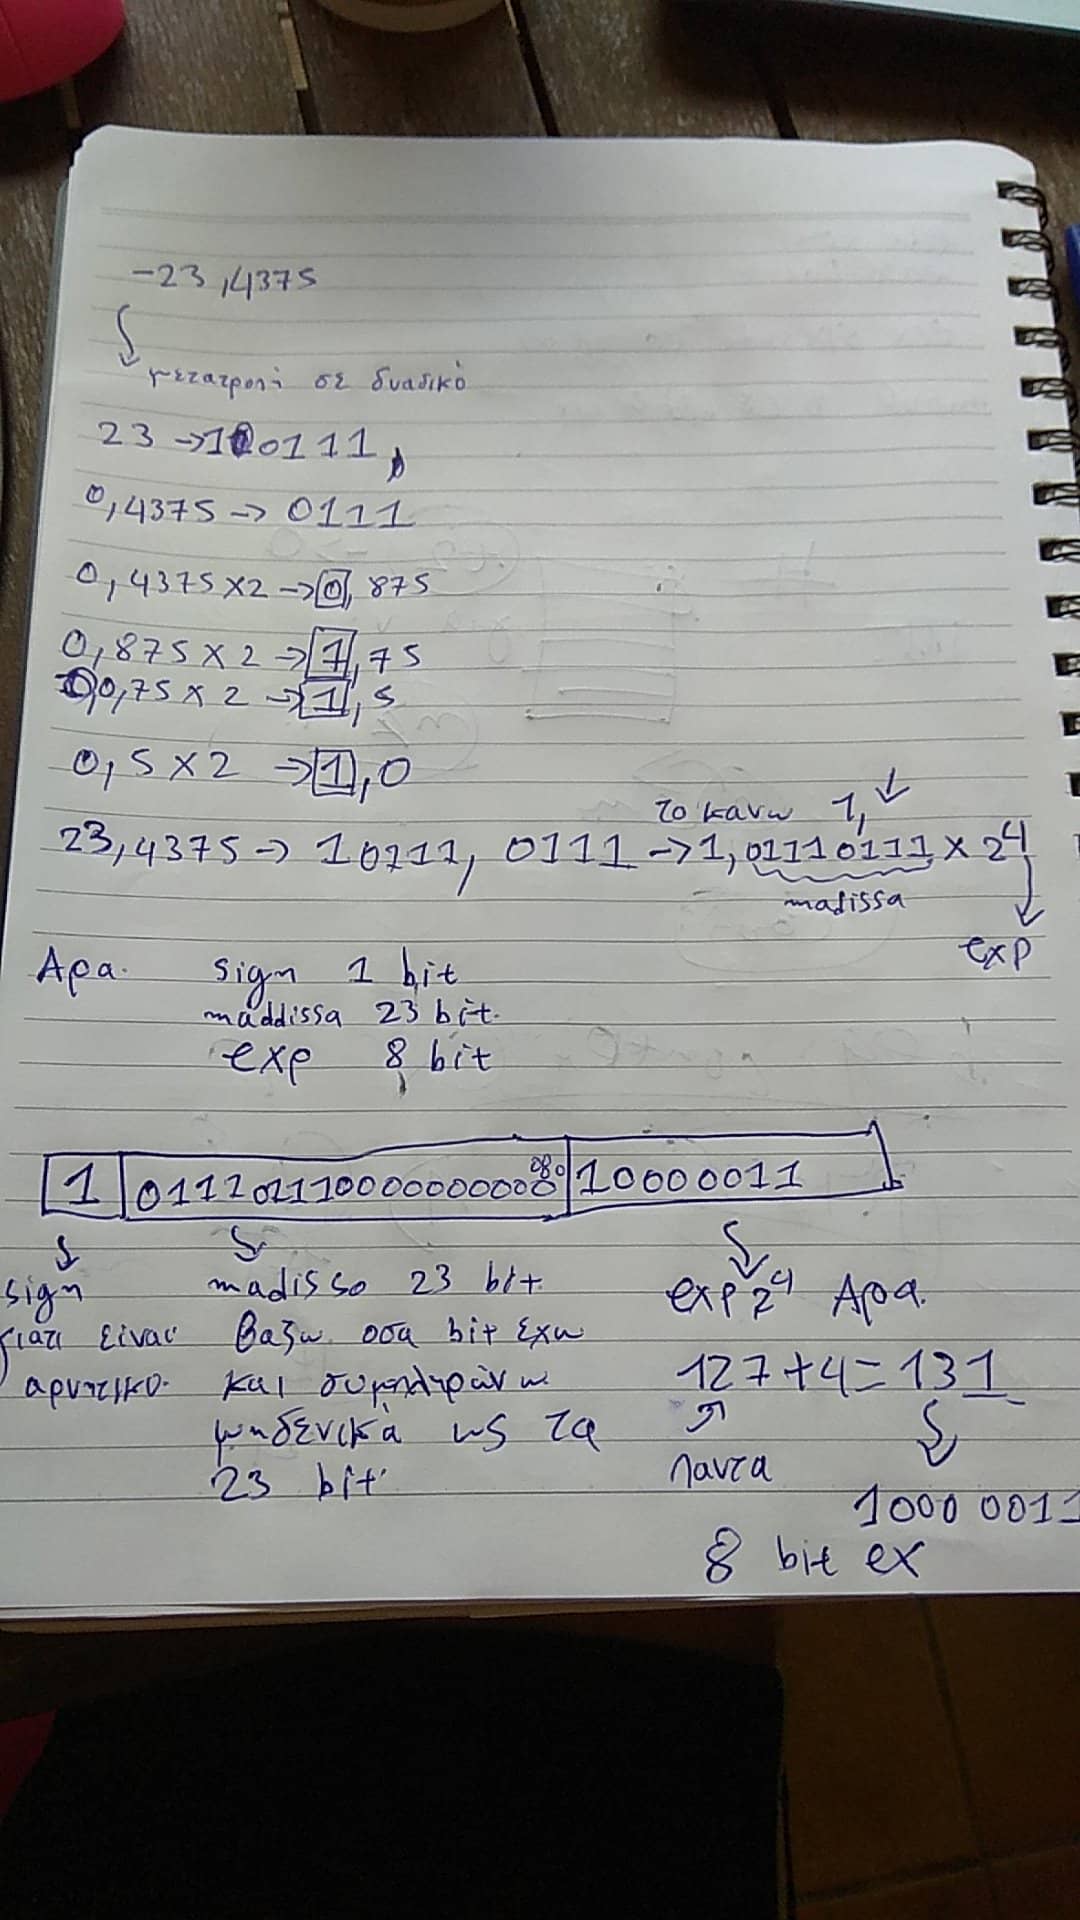 -23,4375
μετατροπή σε δυαδικό
23 → 10111,
0,4375 → 0111
0,4375 x2 → 0, 875
0,875 x 2 → 1,75
0,75 x 2 → 1,5
0,5 x2 → 1,0
το κανω 1,
23,4375 → 10111, 0111 → 1,01110111 x 2^4
madissa
exp
Αρα. sign 1 bit
maddissa 23 bit.
exp 8 bit
1 | 01110111000000000000000 | 10000011
sign madisso 23 bit exp 2^4 Αρα.
γιατι είναι βαζω οσα bit έχω 127+4=131
αρνητικο. και συμπληρώνω
μηδενικά ως τα παντα
23 bit 1000 0011
8 bit ex